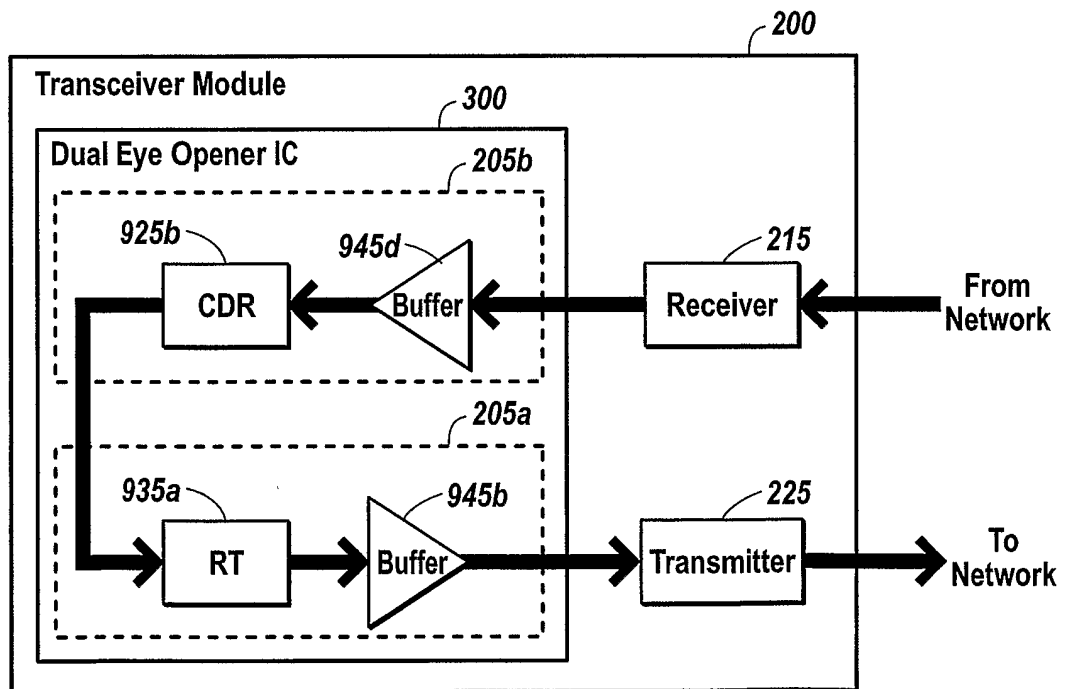 200
Transceiver Module
300
Dual Eye Opener IC
205b
925b
945d
215
CDR
Buffer
Receiver
From
Network
205a
935a
945b
225
RT
Buffer
Transmitter
To
Network